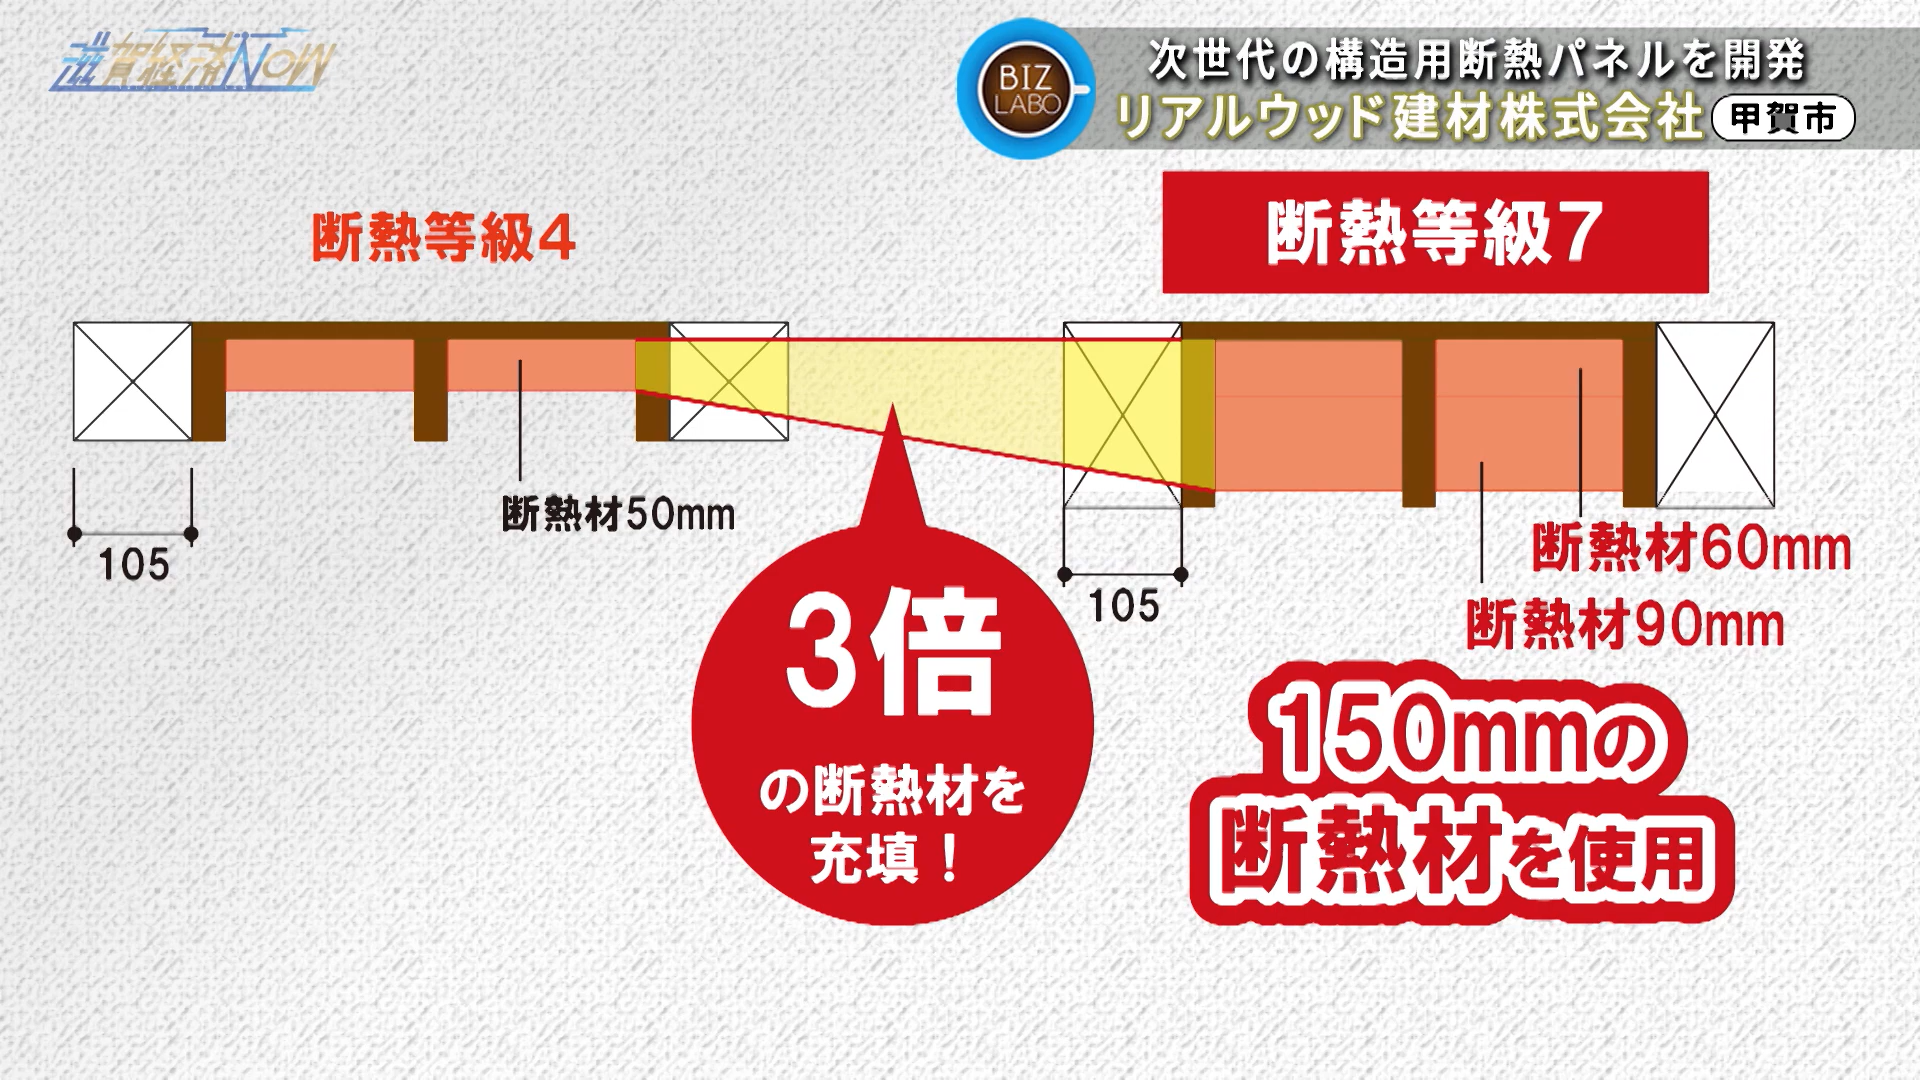 滋賀経済NOW
BIZ
LABO
次世代の構造用断熱パネルを開発
リアルウッド建材株式会社 甲賀市
断熱等級4
断熱等級7
断熱材50mm
105
105
断熱材60mm
断熱材90mm
3倍
の断熱材を
充填！
150mmの
断熱材を使用